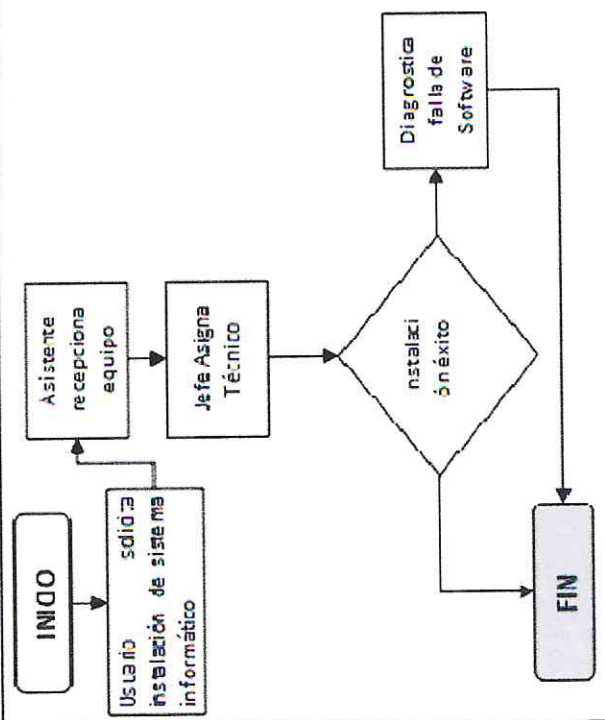 INIDO
Usuario solicita
instalación de sistema
informático
Asistente
recepciona
equipo
Jefe Asigna
Técnico
nstalaci
ón éxito
Diagrostica
falla de
Software
FIN